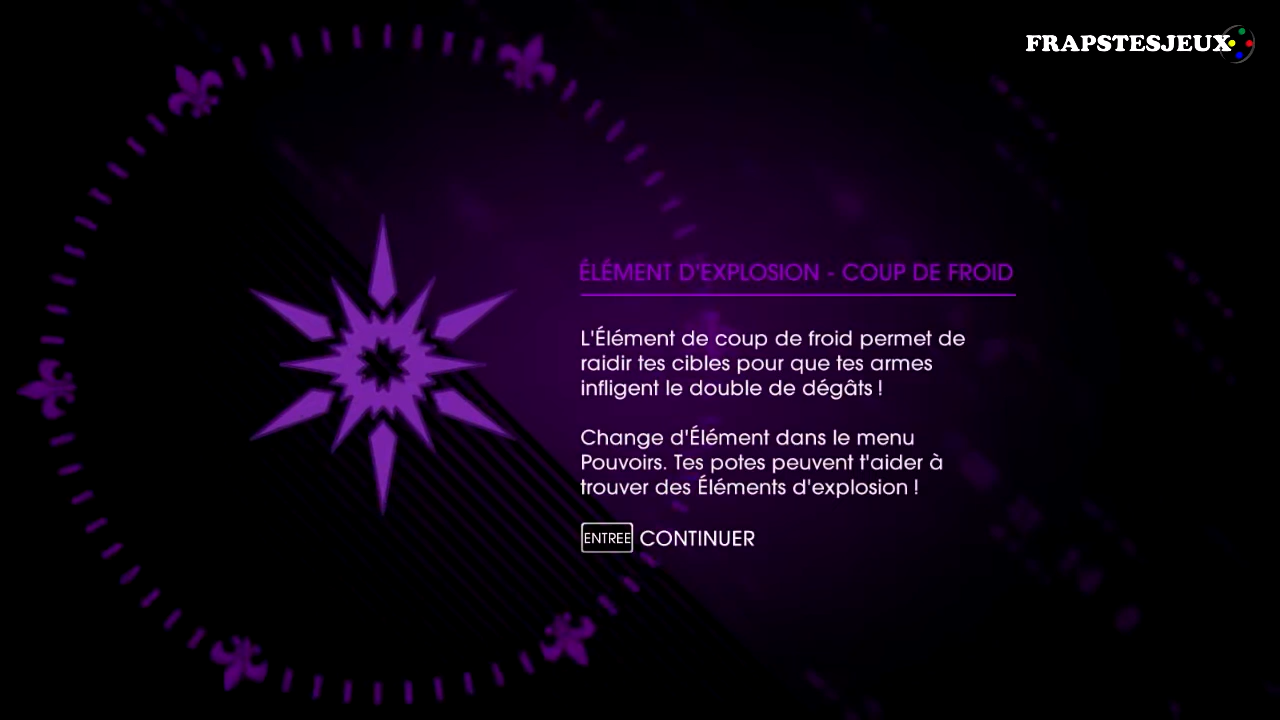 FRAPSTESJEUX
ÉLÉMENT D'EXPLOSION - COUP DE FROID
L'Élément de coup de froid permet de
raidir tes cibles pour que tes armes
infligent le double de dégâts !
Change d'Élément dans le menu
Pouvoirs. Tes potes peuvent t'aider à
trouver des Éléments d'explosion !
ENTREE CONTINUER